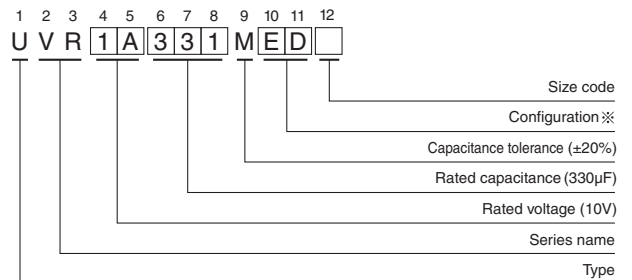 1 2 3 4 5 6 7 8 9 10 11 12
U V R 1 A 3 3 1 M E D
Size code
Configuration※
Capacitance tolerance (±20%)
Rated capacitance (330µF)
Rated voltage (10V)
Series name
Type